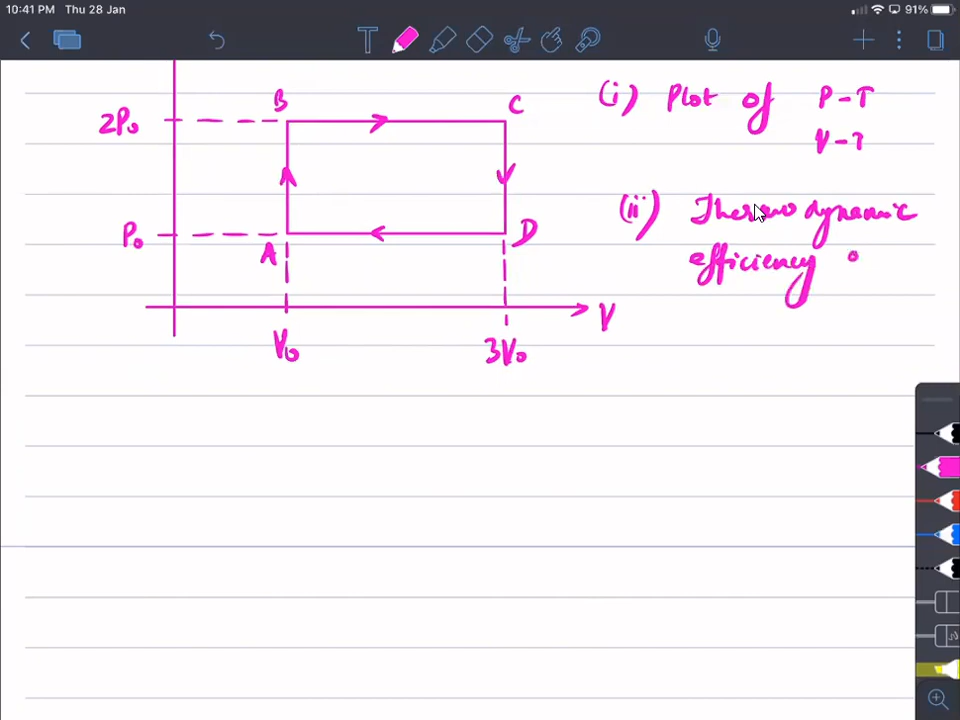 10:41 PM Thu 28 Jan
91%
T
B
C
2P₀
P₀
A
D
V
V₀
3V₀
(i) Plot of P-T
V-T
(ii) Thermodynamic
efficiency